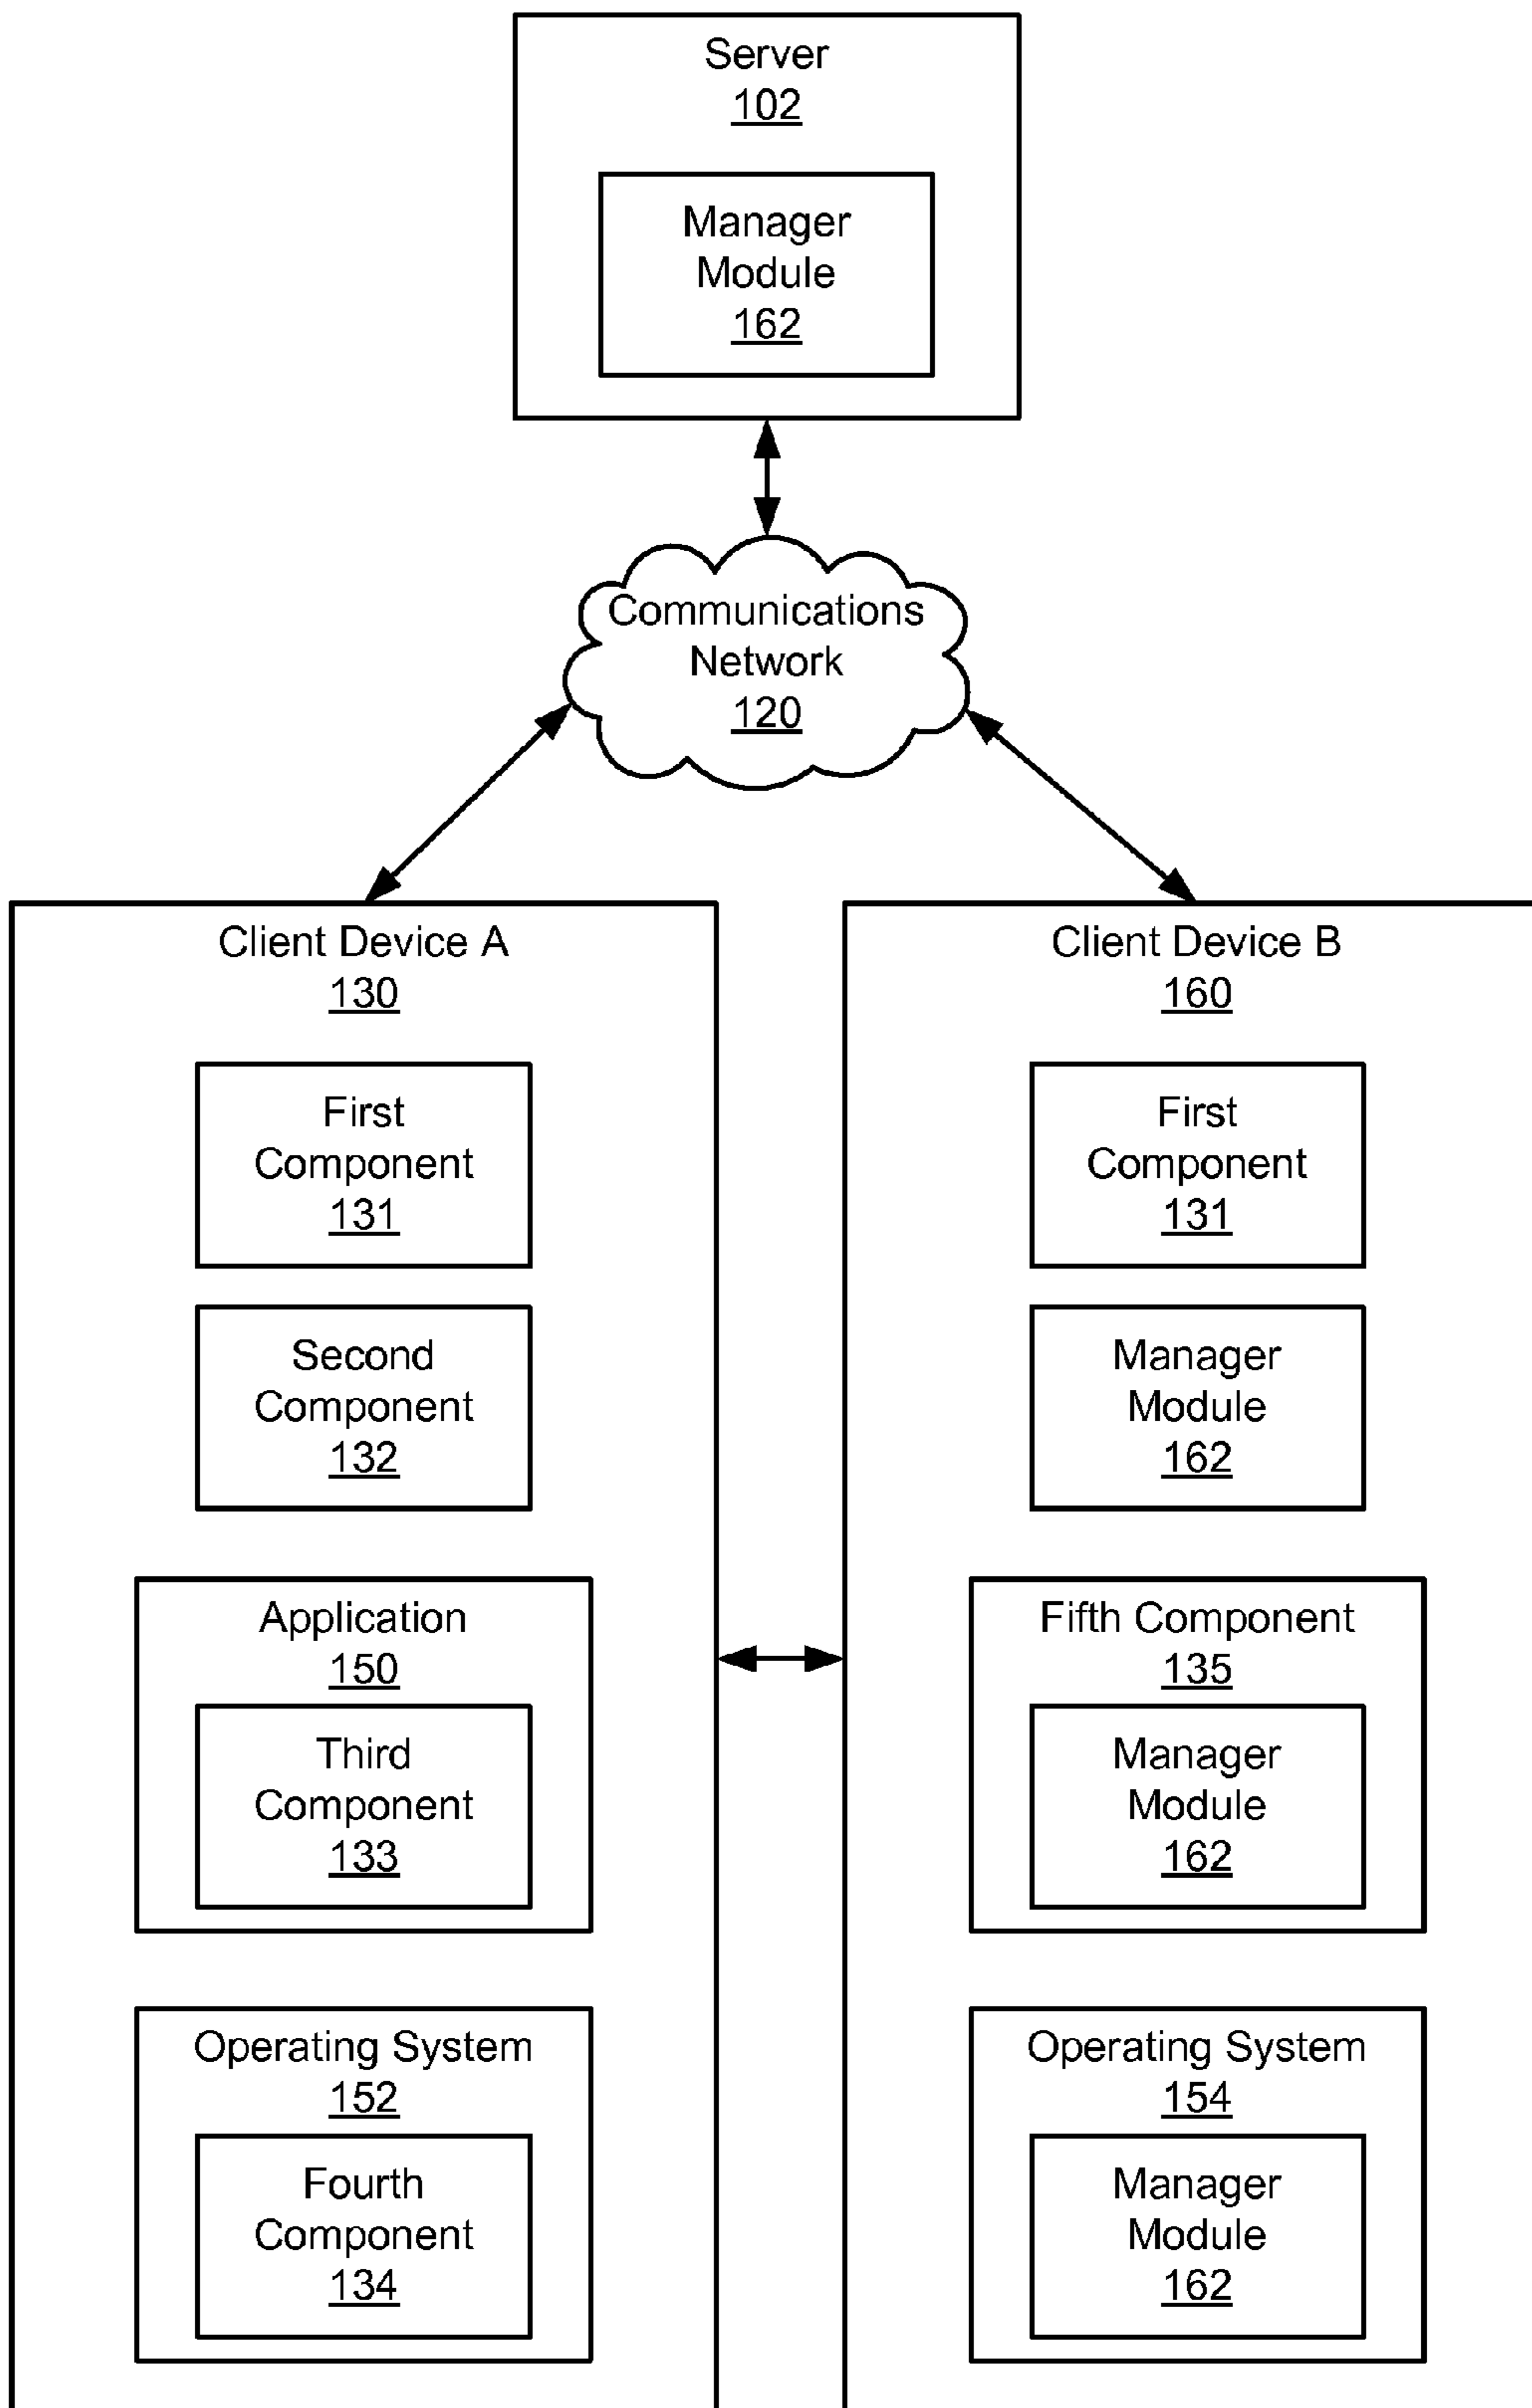 Server
102
Manager
Module
162
Communications
Network
120
Client Device A
130
First
Component
131
Second
Component
132
Application
150
Third
Component
133
Operating System
152
Fourth
Component
134
Client Device B
160
First
Component
131
Manager
Module
162
Fifth Component
135
Manager
Module
162
Operating System
154
Manager
Module
162